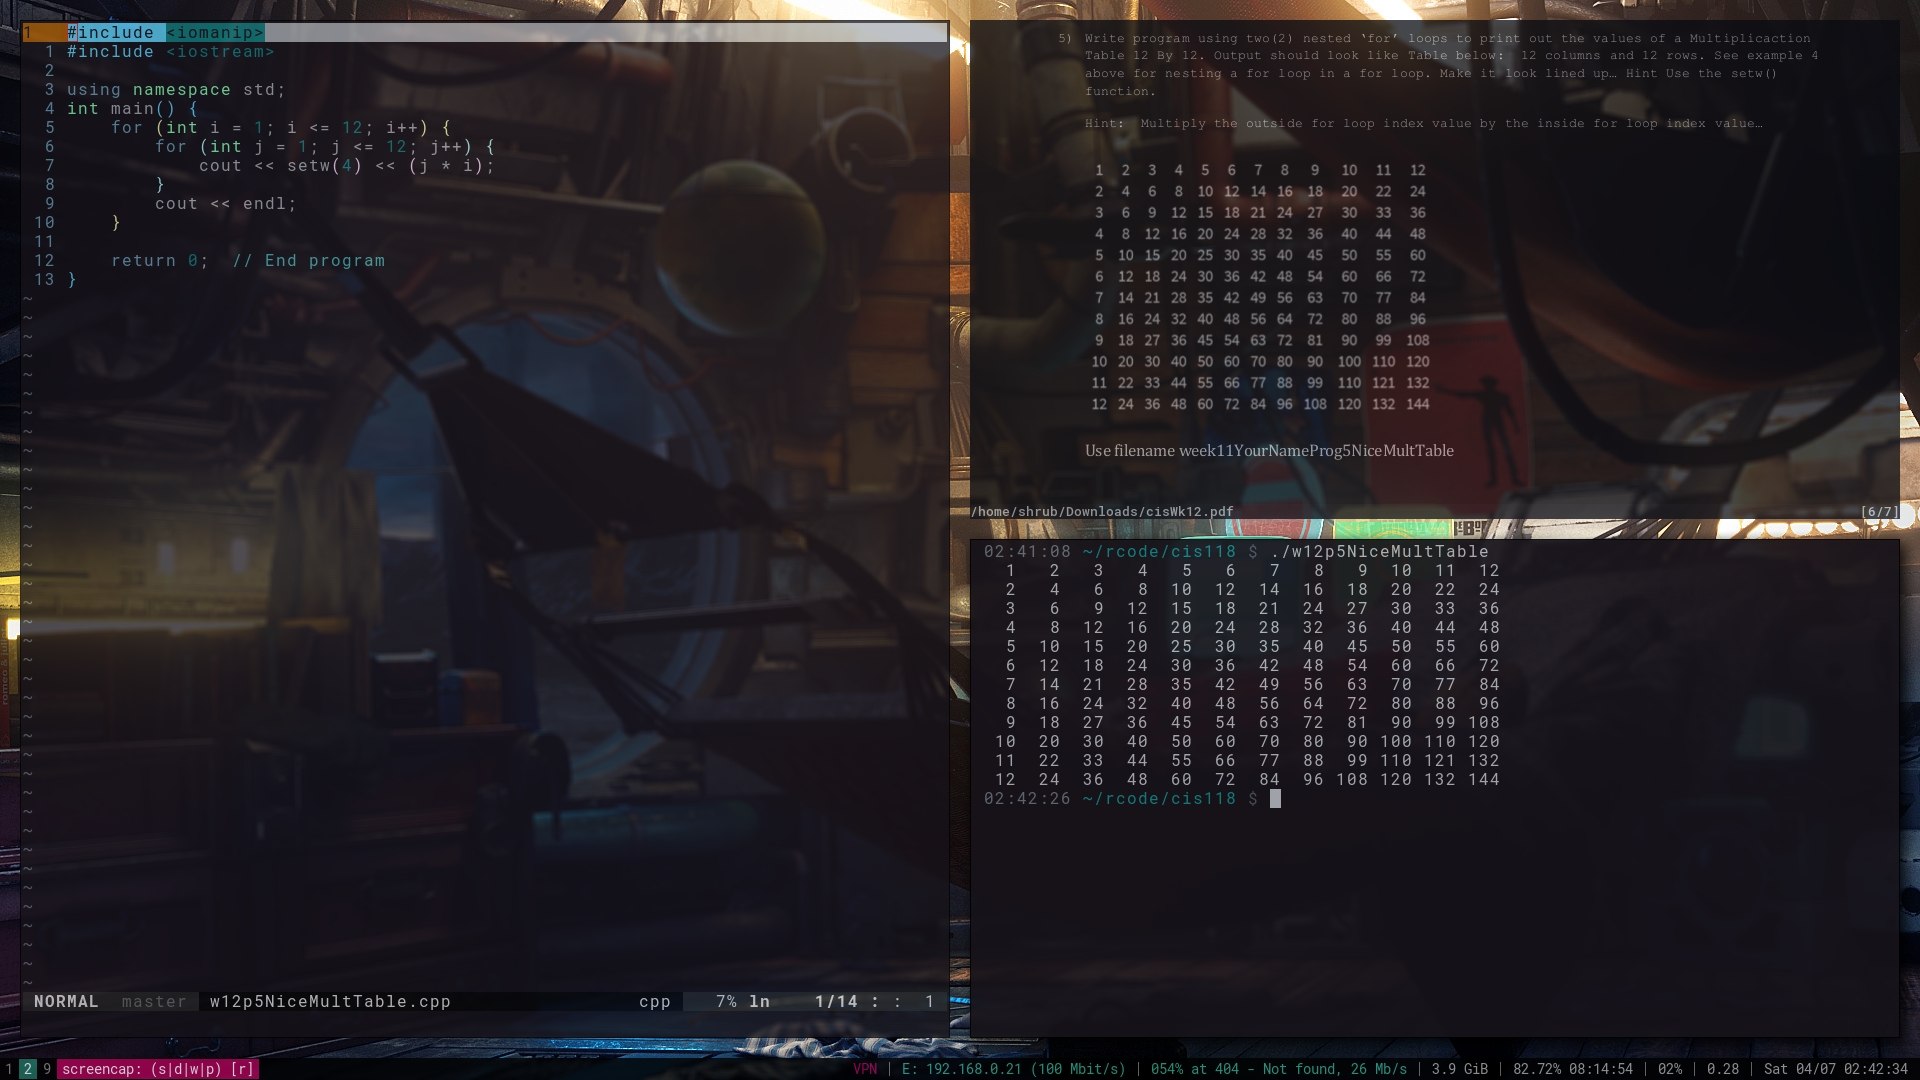 1 #include <iomanip>
1 #include <iostream>
2
3 using namespace std;
4 int main() {
5     for (int i = 1; i <= 12; i++) {
6         for (int j = 1; j <= 12; j++) {
7             cout << setw(4) << (j * i);
8         }
9         cout << endl;
10     }
11
12     return 0;  // End program
13 }
NORMAL master w12p5NiceMultTable.cpp cpp 7% ln 1/14 : : 1
5) Write program using two(2) nested ‘for’ loops to print out the values of a Multiplicaction
Table 12 By 12. Output should look like Table below:  12 columns and 12 rows. See example 4
above for nesting a for loop in a for loop. Make it look lined up… Hint Use the setw()
function.
Hint:  Multiply the outside for loop index value by the inside for loop index value…
1 2 3 4 5 6 7 8 9 10 11 12
2 4 6 8 10 12 14 16 18 20 22 24
3 6 9 12 15 18 21 24 27 30 33 36
4 8 12 16 20 24 28 32 36 40 44 48
5 10 15 20 25 30 35 40 45 50 55 60
6 12 18 24 30 36 42 48 54 60 66 72
7 14 21 28 35 42 49 56 63 70 77 84
8 16 24 32 40 48 56 64 72 80 88 96
9 18 27 36 45 54 63 72 81 90 99 108
10 20 30 40 50 60 70 80 90 100 110 120
11 22 33 44 55 66 77 88 99 110 121 132
12 24 36 48 60 72 84 96 108 120 132 144
Use filename week11YourNameProg5NiceMultTable
/home/shrub/Downloads/cisWk12.pdf [6/7]
02:41:08 ~/rcode/cis118 $ ./w12p5NiceMultTable
1 2 3 4 5 6 7 8 9 10 11 12
2 4 6 8 10 12 14 16 18 20 22 24
3 6 9 12 15 18 21 24 27 30 33 36
4 8 12 16 20 24 28 32 36 40 44 48
5 10 15 20 25 30 35 40 45 50 55 60
6 12 18 24 30 36 42 48 54 60 66 72
7 14 21 28 35 42 49 56 63 70 77 84
8 16 24 32 40 48 56 64 72 80 88 96
9 18 27 36 45 54 63 72 81 90 99 108
10 20 30 40 50 60 70 80 90 100 110 120
11 22 33 44 55 66 77 88 99 110 121 132
12 24 36 48 60 72 84 96 108 120 132 144
02:42:26 ~/rcode/cis118 $
1 2 9 screencap: (s|d|w|p) [r] VPN | E: 192.168.0.21 (100 Mbit/s) | 054% at 404 - Not found, 26 Mb/s | 3.9 GiB | 82.72% 08:14:54 | 02% | 0.28 | Sat 04/07 02:42:34